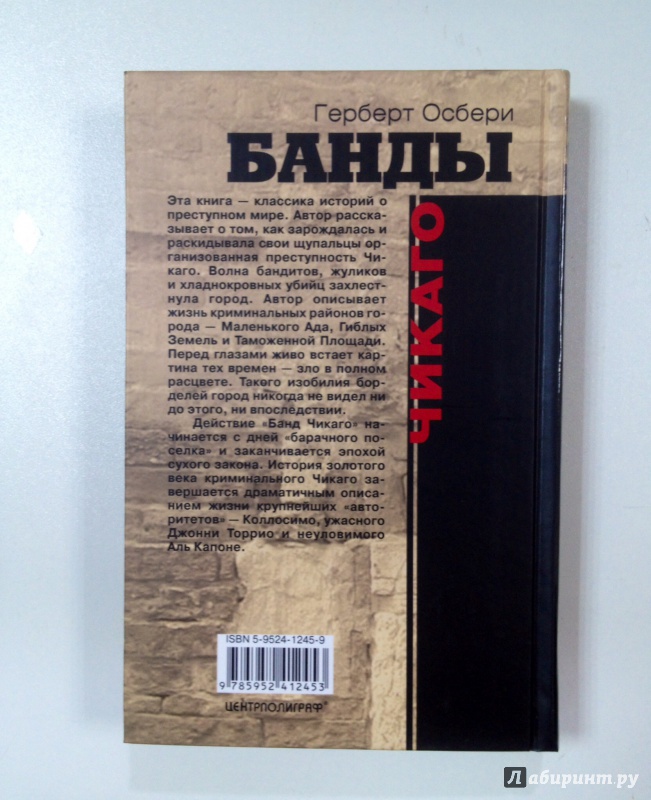 Герберт Осбери
БАНДЫ
ЧИКАГО
Эта книга — классика историй о
преступном мире. Автор расска-
зывает о том, как зарождалась и
раскидывала свои щупальцы ор-
ганизованная преступность Чи-
каго. Волна бандитов, жуликов
и хладнокровных убийц захлест-
нула город. Автор описывает
жизнь криминальных районов го-
рода — Маленького Ада, Гиблых
Земель и Таможенной Площади.
Перед глазами живо встает кар-
тина тех времен — зло в полном
расцвете. Такого изобилия бор-
делей город никогда не видел ни
до этого, ни впоследствии.
Действие «Банд Чикаго» на-
чинается с дней «барачного по-
селка» и заканчивается эпохой
сухого закона. История золотого
века криминального Чикаго за-
вершается драматичным описа-
нием жизни крупнейших «авто-
ритетов» — Коллосимо, ужасного
Джонни Торрио и неуловимого
Аль Капоне.
ISBN 5-9524-1245-9
9 785952 412453
ЦЕНТРПОЛИГРАФ®
Лабиринт.ру